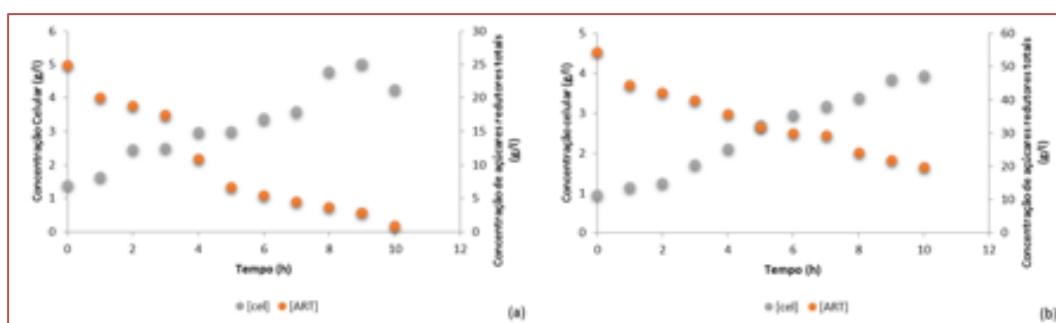 Concentração Celular (g/l)
6
5
4
3
2
1
0
0 2 4 6 8 10 12
Tempo (h)
30
25
20
15
10
5
0
Concentração de açúcares redutores totais
(g/l)
[cel] [ART]
(a)
Concentração celular (g/l)
5
4
3
2
1
0
0 2 4 6 8 10 12
Tempo (h)
60
50
40
30
20
10
0
Concentração de açúcares redutores totais
(g/l)
[cel] [ART]
(b)